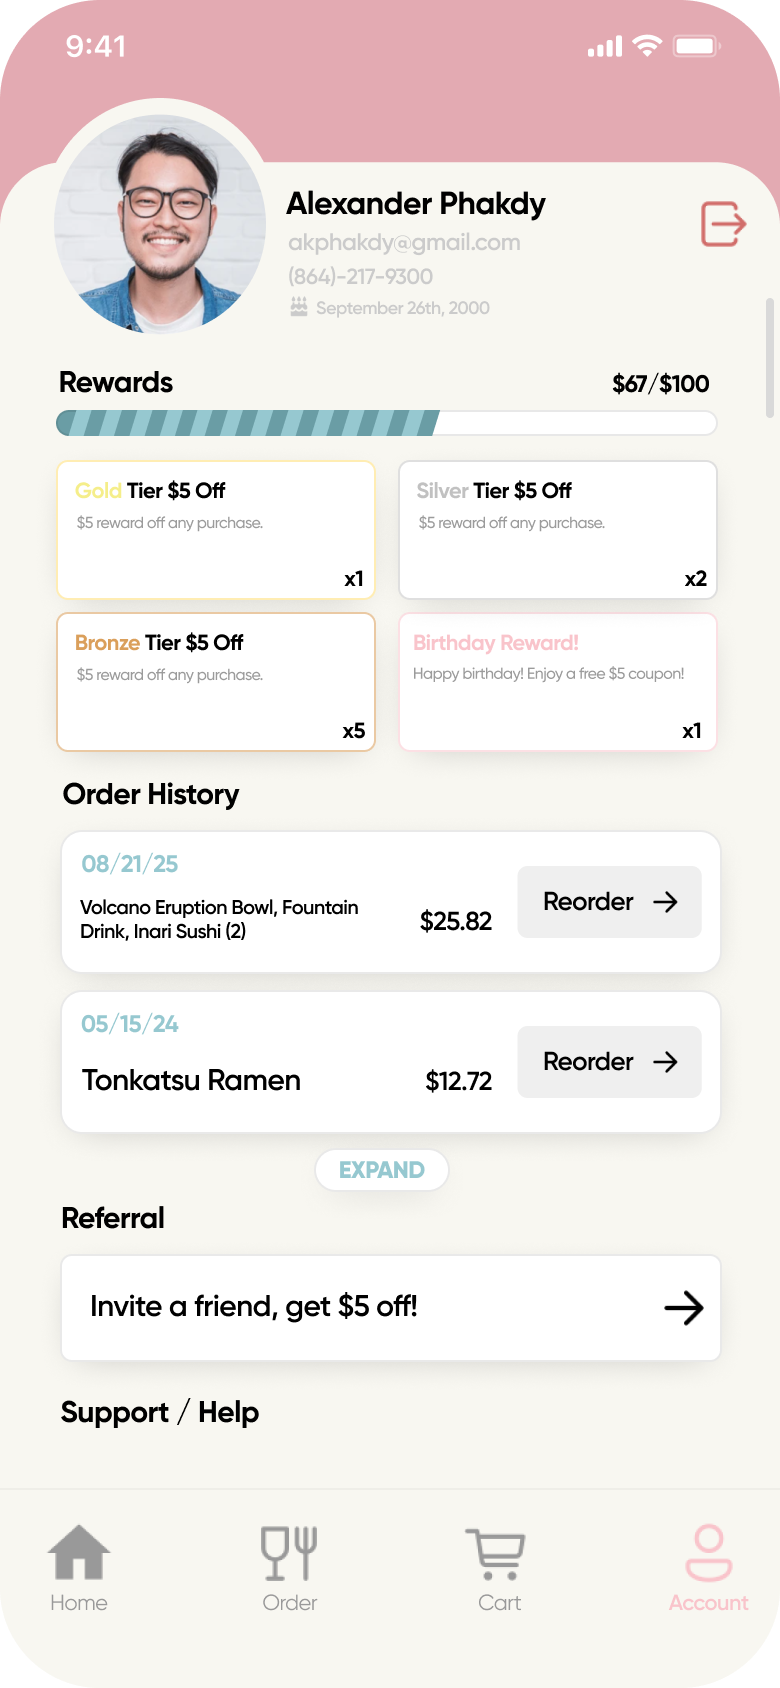 9:41
Alexander Phakdy
akphakdy@gmail.com
(864)-217-9300
September 26th, 2000
Rewards
$67/$100
Gold Tier $5 Off
$5 reward off any purchase.
x1
Silver Tier $5 Off
$5 reward off any purchase.
x2
Bronze Tier $5 Off
$5 reward off any purchase.
x5
Birthday Reward!
Happy birthday! Enjoy a free $5 coupon!
x1
Order History
08/21/25
Volcano Eruption Bowl, Fountain
Drink, Inari Sushi (2)
$25.82
Reorder
05/15/24
Tonkatsu Ramen
$12.72
Reorder
EXPAND
Referral
Invite a friend, get $5 off!
Support / Help
Home
Order
Cart
Account